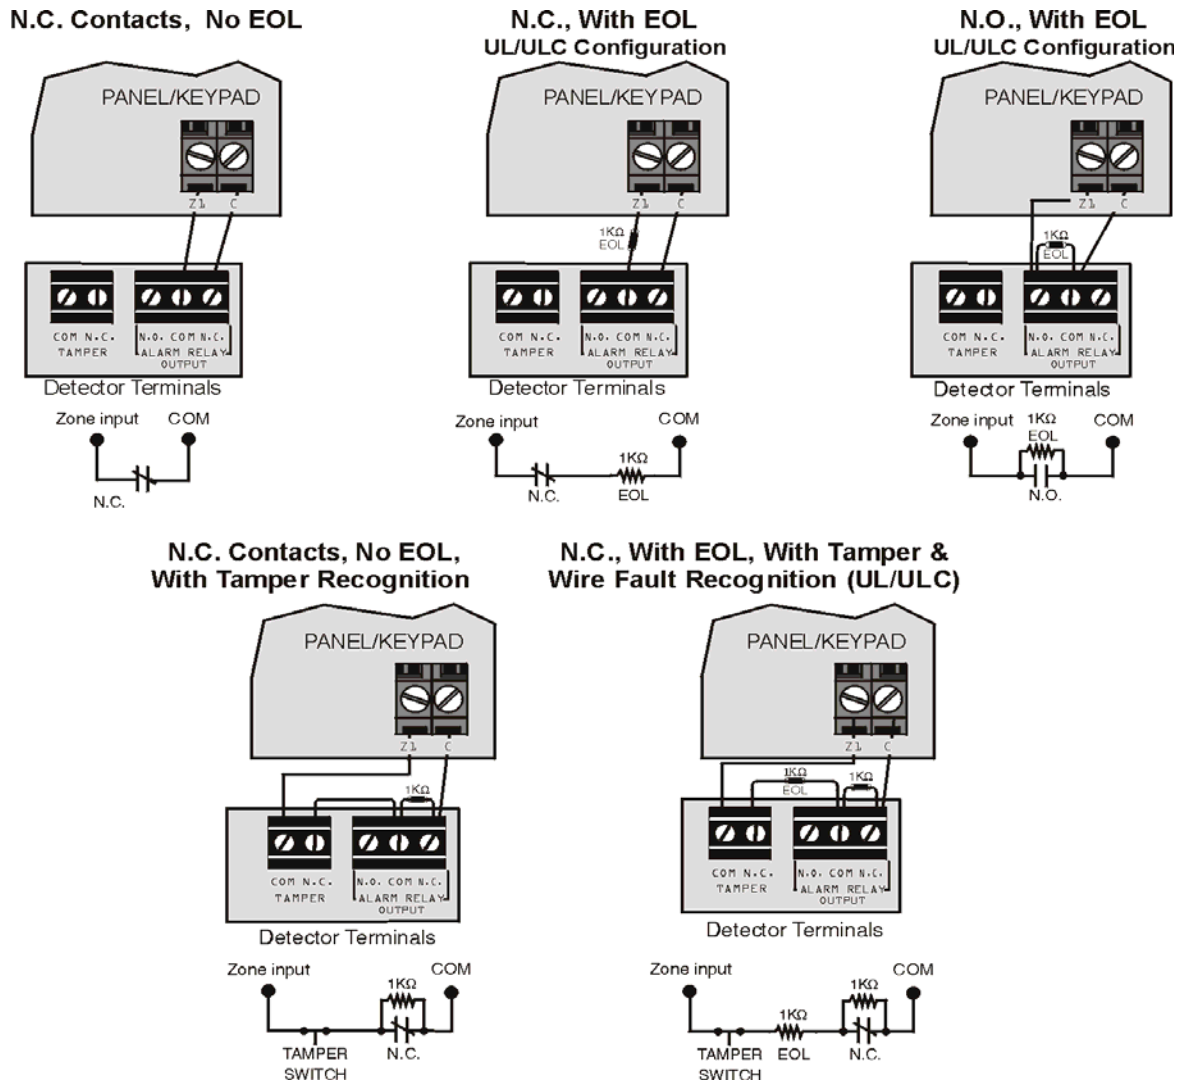 N.C. Contacts, No EOL
PANEL/KEYPAD
Z1 C
COM N.C.
TAMPER
N.O. COM N.C.
ALARM RELAY
OUTPUT
Detector Terminals
Zone input COM
N.C.
N.C., With EOL
UL/ULC Configuration
PANEL/KEYPAD
Z1 C
1KΩ
EOL
COM N.C.
TAMPER
N.O. COM N.C.
ALARM RELAY
OUTPUT
Detector Terminals
Zone input COM
1KΩ
N.C. EOL
N.O., With EOL
UL/ULC Configuration
PANEL/KEYPAD
Z1 C
1KΩ
EOL
COM N.C.
TAMPER
N.O. COM N.C.
ALARM RELAY
OUTPUT
Detector Terminals
Zone input 1KΩ COM
EOL
N.O.
N.C. Contacts, No EOL,
With Tamper Recognition
PANEL/KEYPAD
Z1 C
1KΩ
COM N.C.
TAMPER
N.O. COM N.C.
ALARM RELAY
OUTPUT
Detector Terminals
Zone input COM
1KΩ
TAMPER N.C.
SWITCH
N.C., With EOL, With Tamper &
Wire Fault Recognition (UL/ULC)
PANEL/KEYPAD
Z1 C
1KΩ 1KΩ
EOL
COM N.C.
TAMPER
N.O. COM N.C.
ALARM RELAY
OUTPUT
Detector Terminals
Zone input COM
1KΩ
1KΩ
TAMPER EOL N.C.
SWITCH